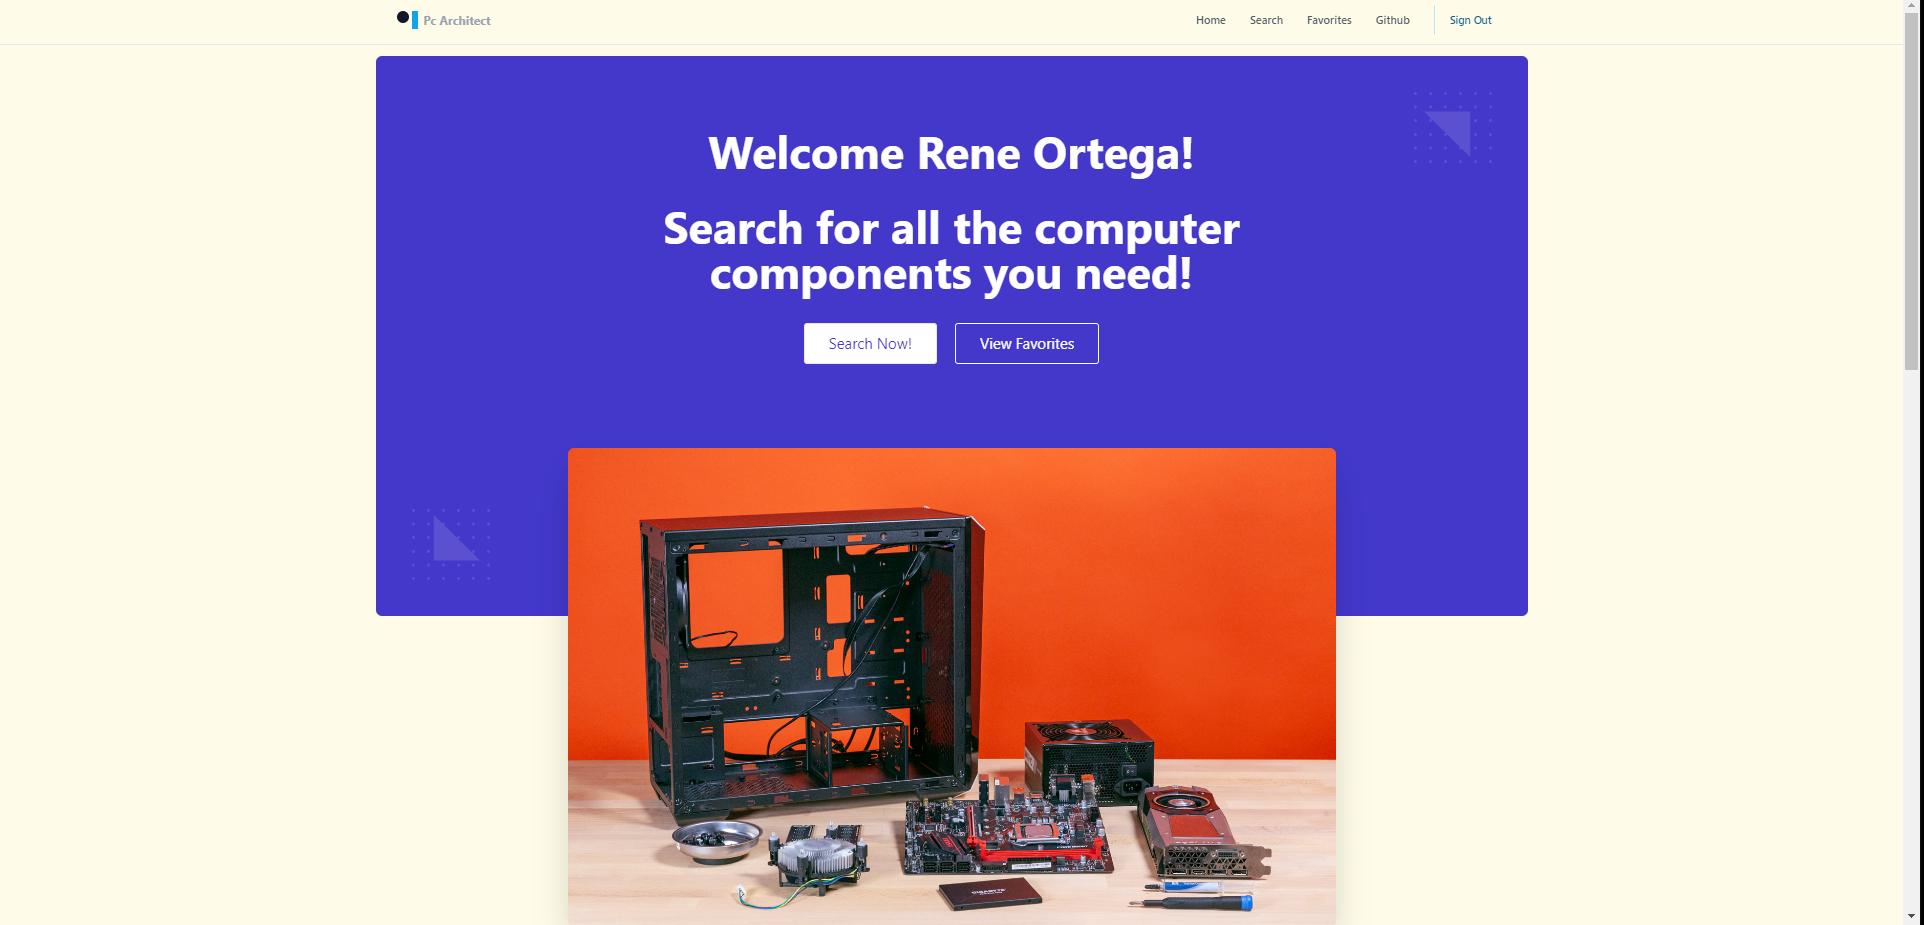 Pc Architect
Home
Search
Favorites
Github
Sign Out
Welcome Rene Ortega!
Search for all the computer
components you need!
Search Now!
View Favorites
GIGABYTE